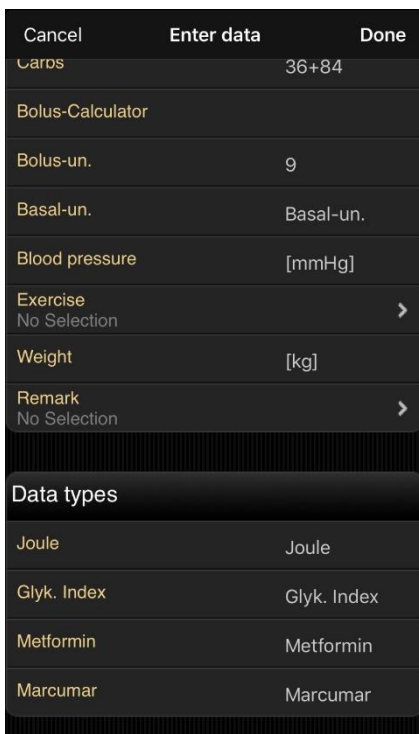 Cancel Enter data Done
Carbs 36+84
Bolus-Calculator
Bolus-un. 9
Basal-un. Basal-un.
Blood pressure [mmHg]
Exercise
No Selection
Weight [kg]
Remark
No Selection
Data types
Joule Joule
Glyk. Index Glyk. Index
Metformin Metformin
Marcumar Marcumar